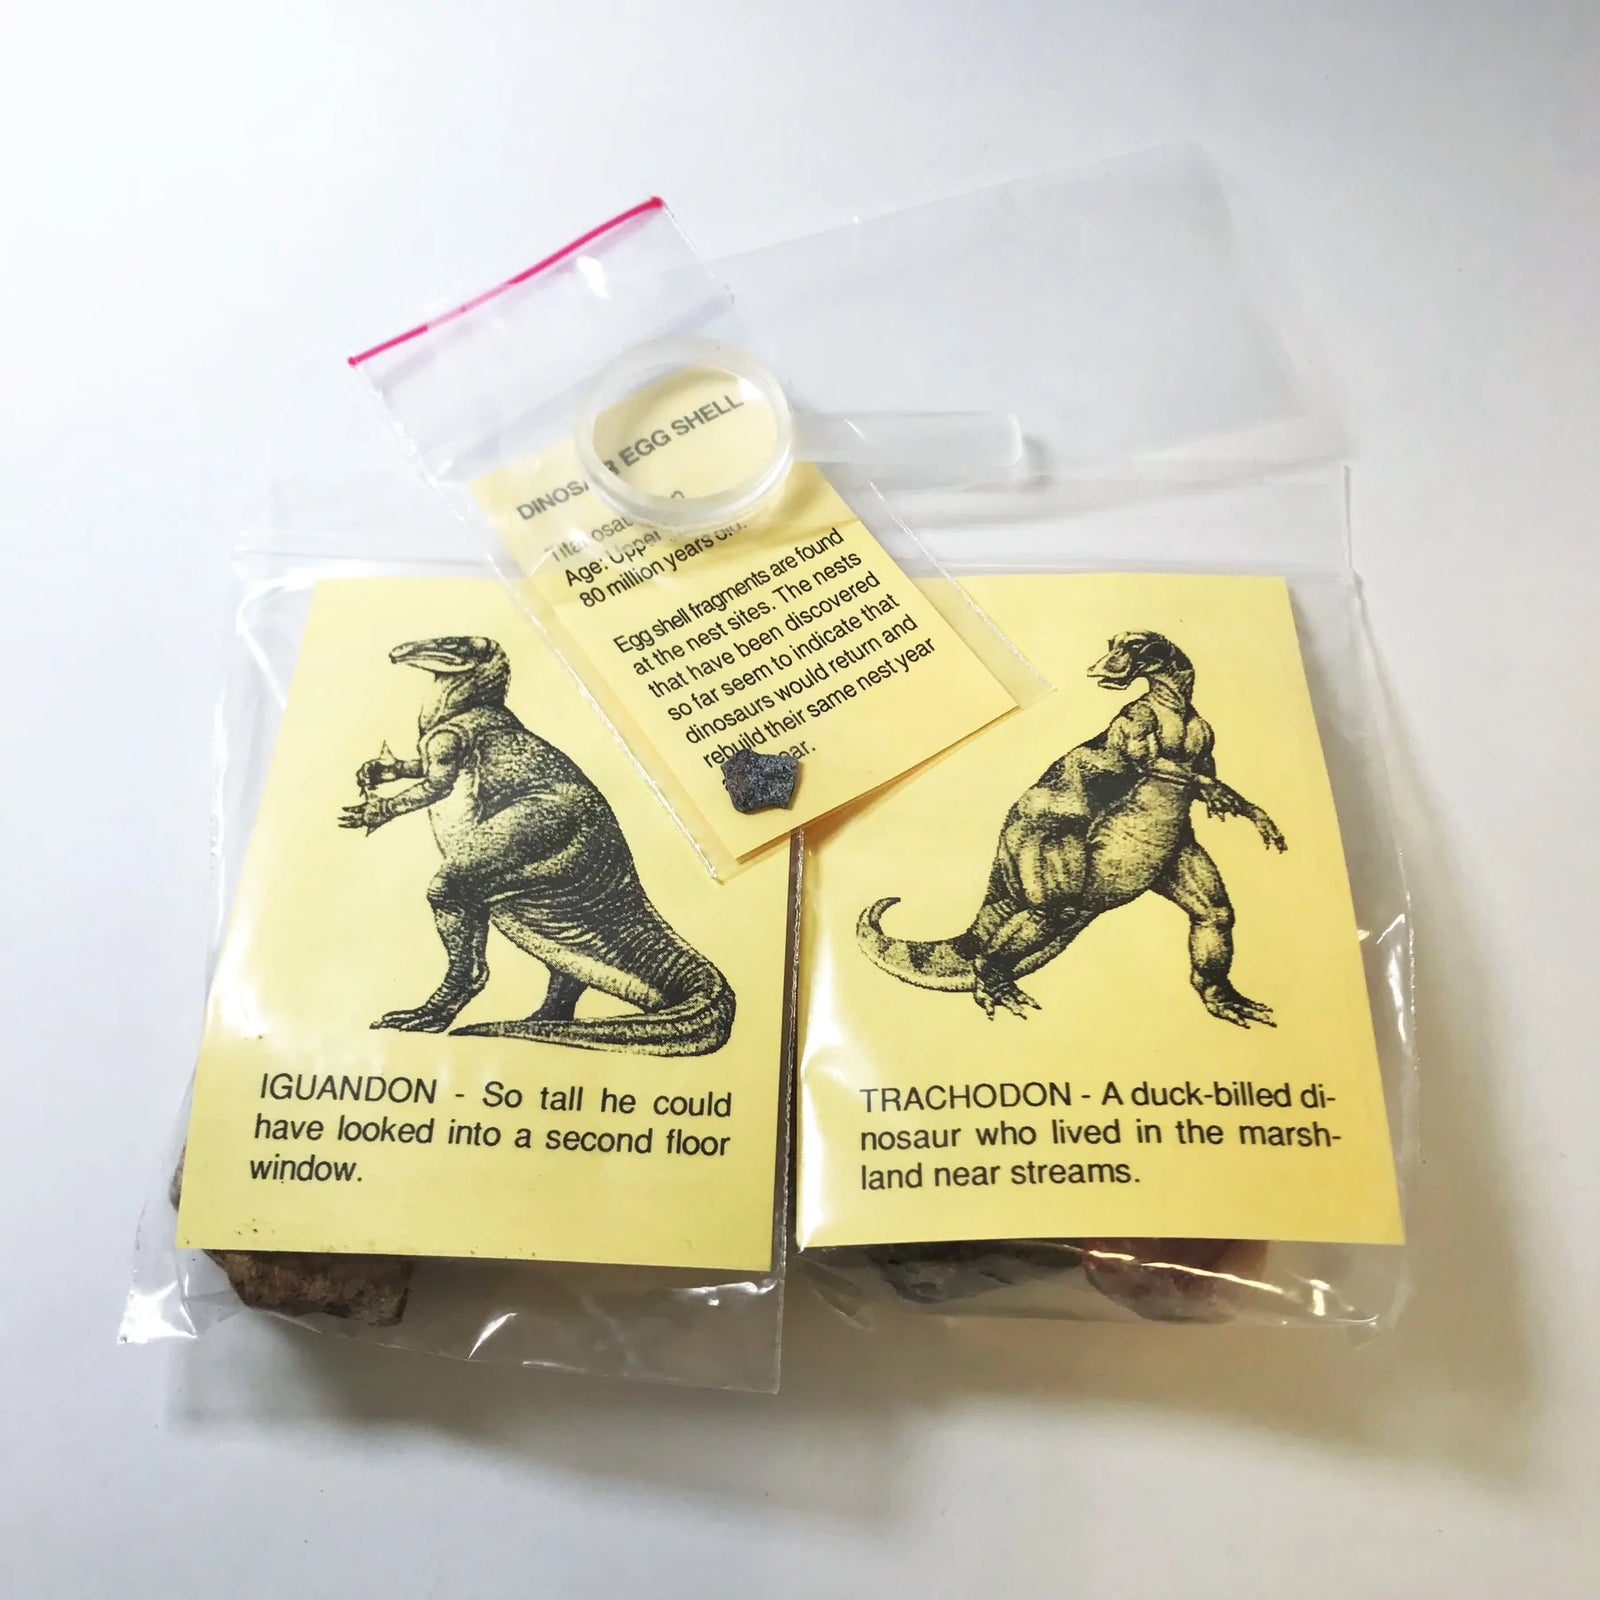 DINOSAUR EGG SHELL
Age: Upper
80 million years old.
Egg shell fragments are found
at the nest sites. The nests
that have been discovered
so far seem to indicate that
dinosaurs would return and
rebuild their same nest year
IGUANDON - So tall he could
have looked into a second floor
window.
TRACHODON - A duck-billed di-
nosaur who lived in the marsh-
land near streams.